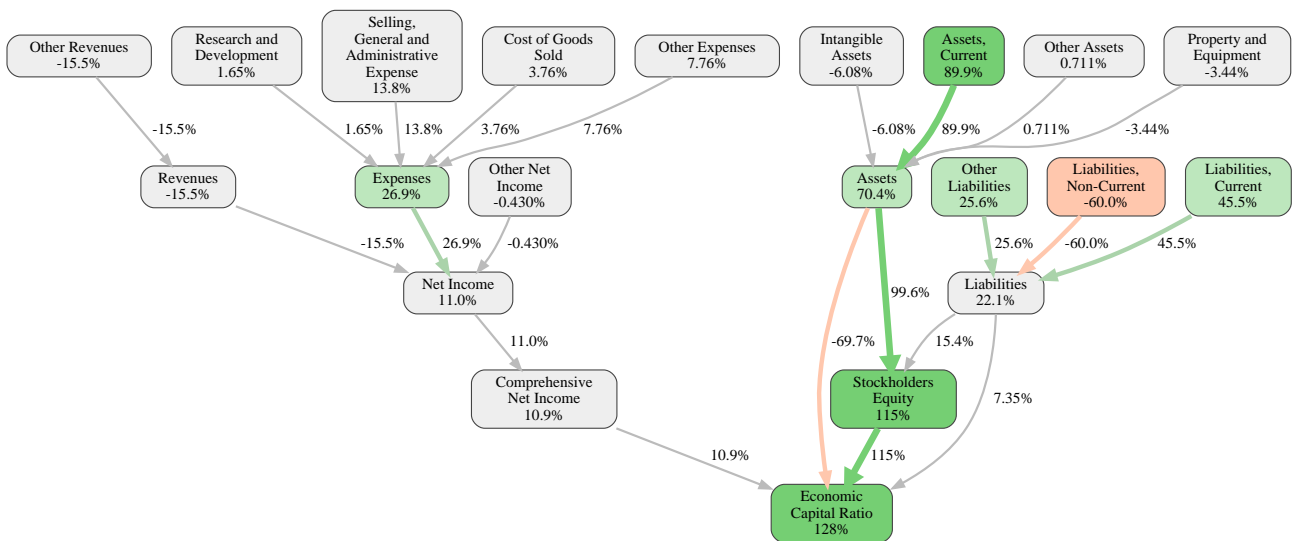 Other Revenues
-15.5%
Research and
Development
1.65%
Selling,
General and
Administrative
Expense
13.8%
Cost of Goods
Sold
3.76%
Other Expenses
7.76%
Intangible
Assets
-6.08%
Assets,
Current
89.9%
Other Assets
0.711%
Property and
Equipment
-3.44%
-15.5%
1.65%
13.8%
3.76%
7.76%
-6.08%
89.9%
0.711%
-3.44%
Revenues
-15.5%
Expenses
26.9%
Other Net
Income
-0.430%
Assets
70.4%
Other
Liabilities
25.6%
Liabilities,
Non-Current
-60.0%
Liabilities,
Current
45.5%
-15.5%
26.9%
-0.430%
25.6%
-60.0%
45.5%
Net Income
11.0%
99.6%
Liabilities
22.1%
11.0%
-69.7%
15.4%
Comprehensive
Net Income
10.9%
Stockholders
Equity
115%
7.35%
10.9%
115%
Economic
Capital Ratio
128%